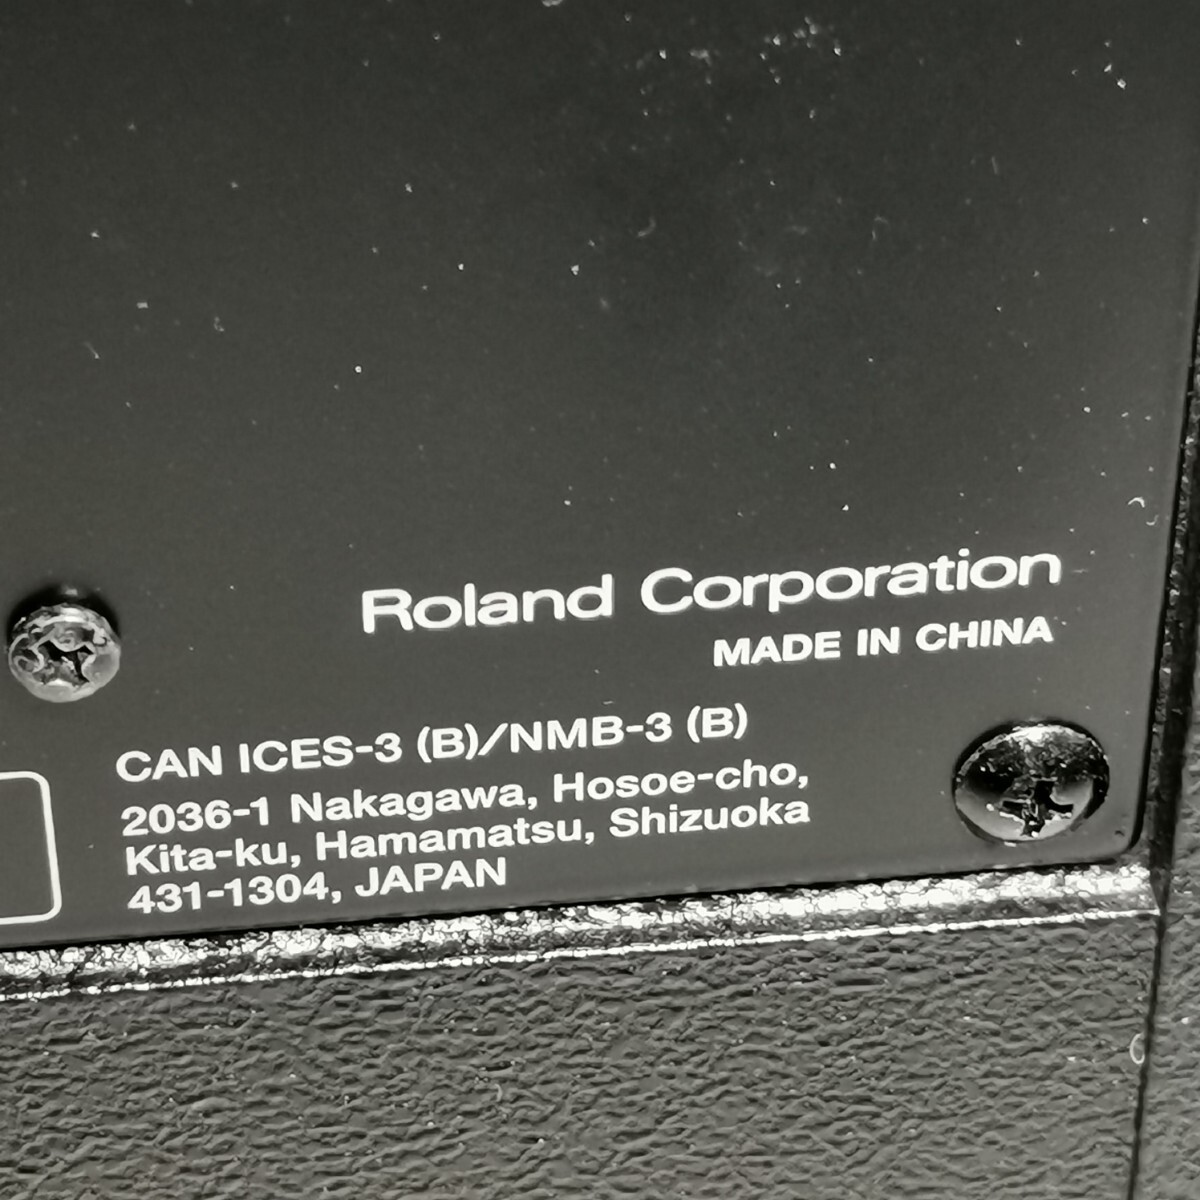 Roland Corporation
MADE IN CHINA
CAN ICES-3 (B)/NMB-3 (B)
2036-1 Nakagawa, Hosoe-cho,
Kita-ku, Hamamatsu, Shizuoka
431-1304, JAPAN